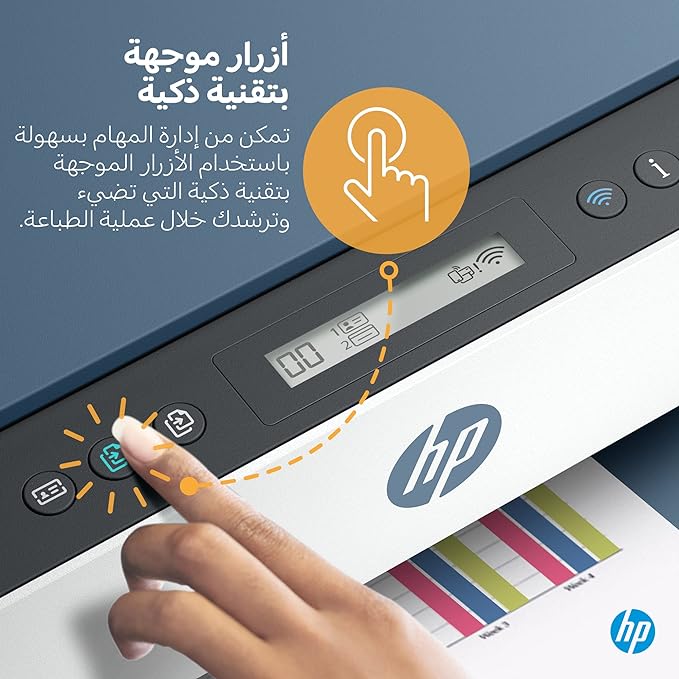 أزرار موجهة
بتقنية ذكية
تمكن من إدارة المهام بسهولة
باستخدام الأزرار الموجهة
بتقنية ذكية التي تضيء
وترشدك خلال عملية الطباعة.
i
!
00
1
2
hp
Week 3
Week 4
hp